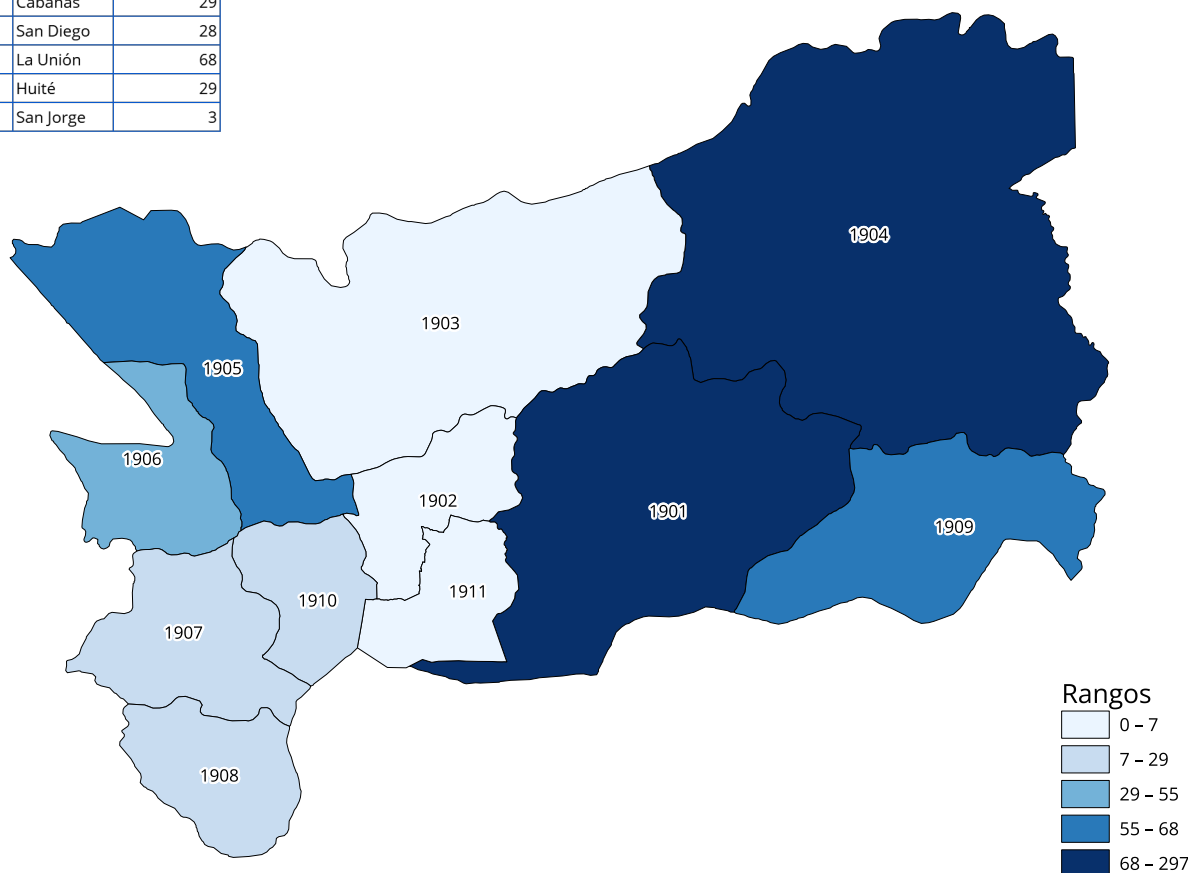 Cabañas 29
San Diego 28
La Unión 68
Huité 29
San Jorge 3
1904
1903
1905
1906
1902
1901
1909
1911
1910
1907
1908
Rangos
0 – 7
7 – 29
29 – 55
55 – 68
68 – 297